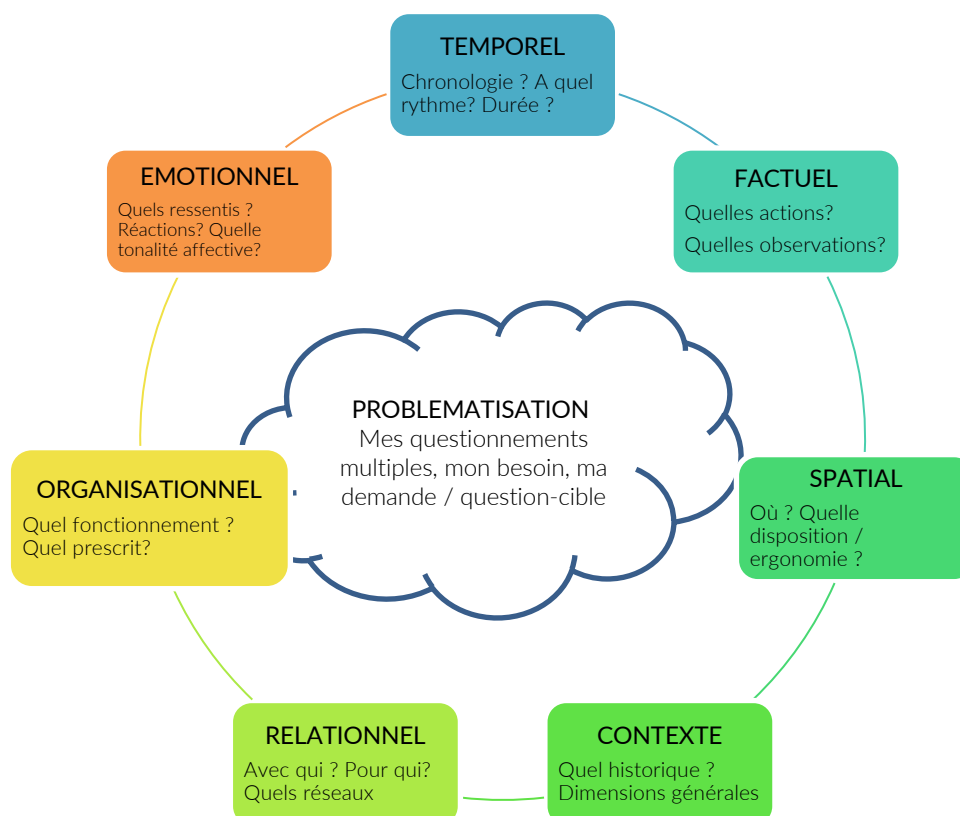 TEMPOREL
Chronologie ? A quel
rythme? Durée ?
EMOTIONNEL
Quels ressentis ?
Réactions? Quelle
tonalité affective?
FACTUEL
Quelles actions?
Quelles observations?
PROBLEMATISATION
Mes questionnements
multiples, mon besoin, ma
demande / question-cible
ORGANISATIONNEL
Quel fonctionnement ?
Quel prescrit?
SPATIAL
Où ? Quelle
disposition /
ergonomie ?
RELATIONNEL
Avec qui ? Pour qui?
Quels réseaux
CONTEXTE
Quel historique ?
Dimensions générales